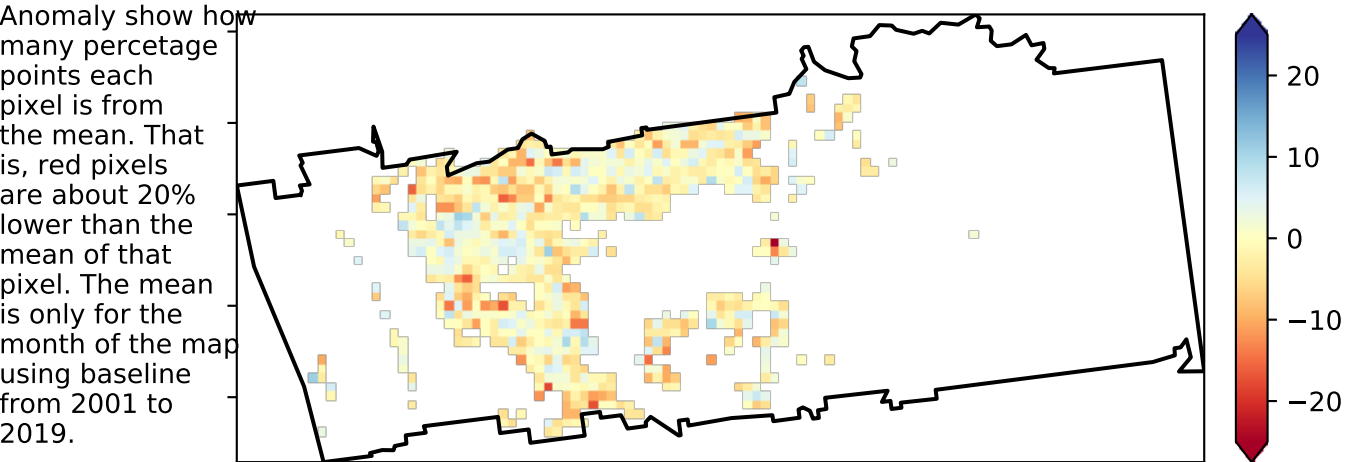 Anomaly show how
many percetage
points each
pixel is from
the mean. That
is, red pixels
are about 20%
lower than the
mean of that
pixel. The mean
is only for the
month of the map
using baseline
from 2001 to
2019.
20
10
0
−10
−20